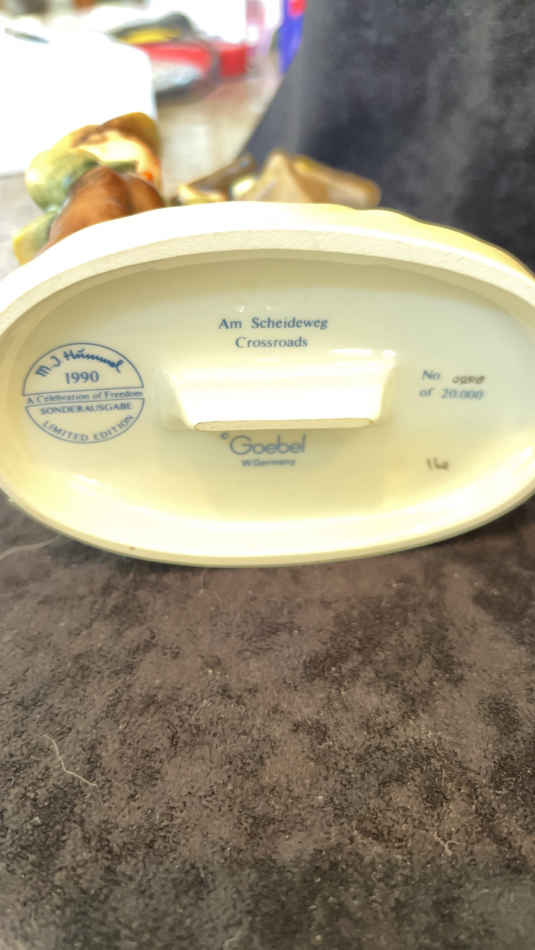 Am Scheideweg
Crossroads
M.J. Hummel
1990
A Celebration of Freedom
SONDERAUSGABE
LIMITED EDITION
No
of 20.000
© Goebel
W.Germany